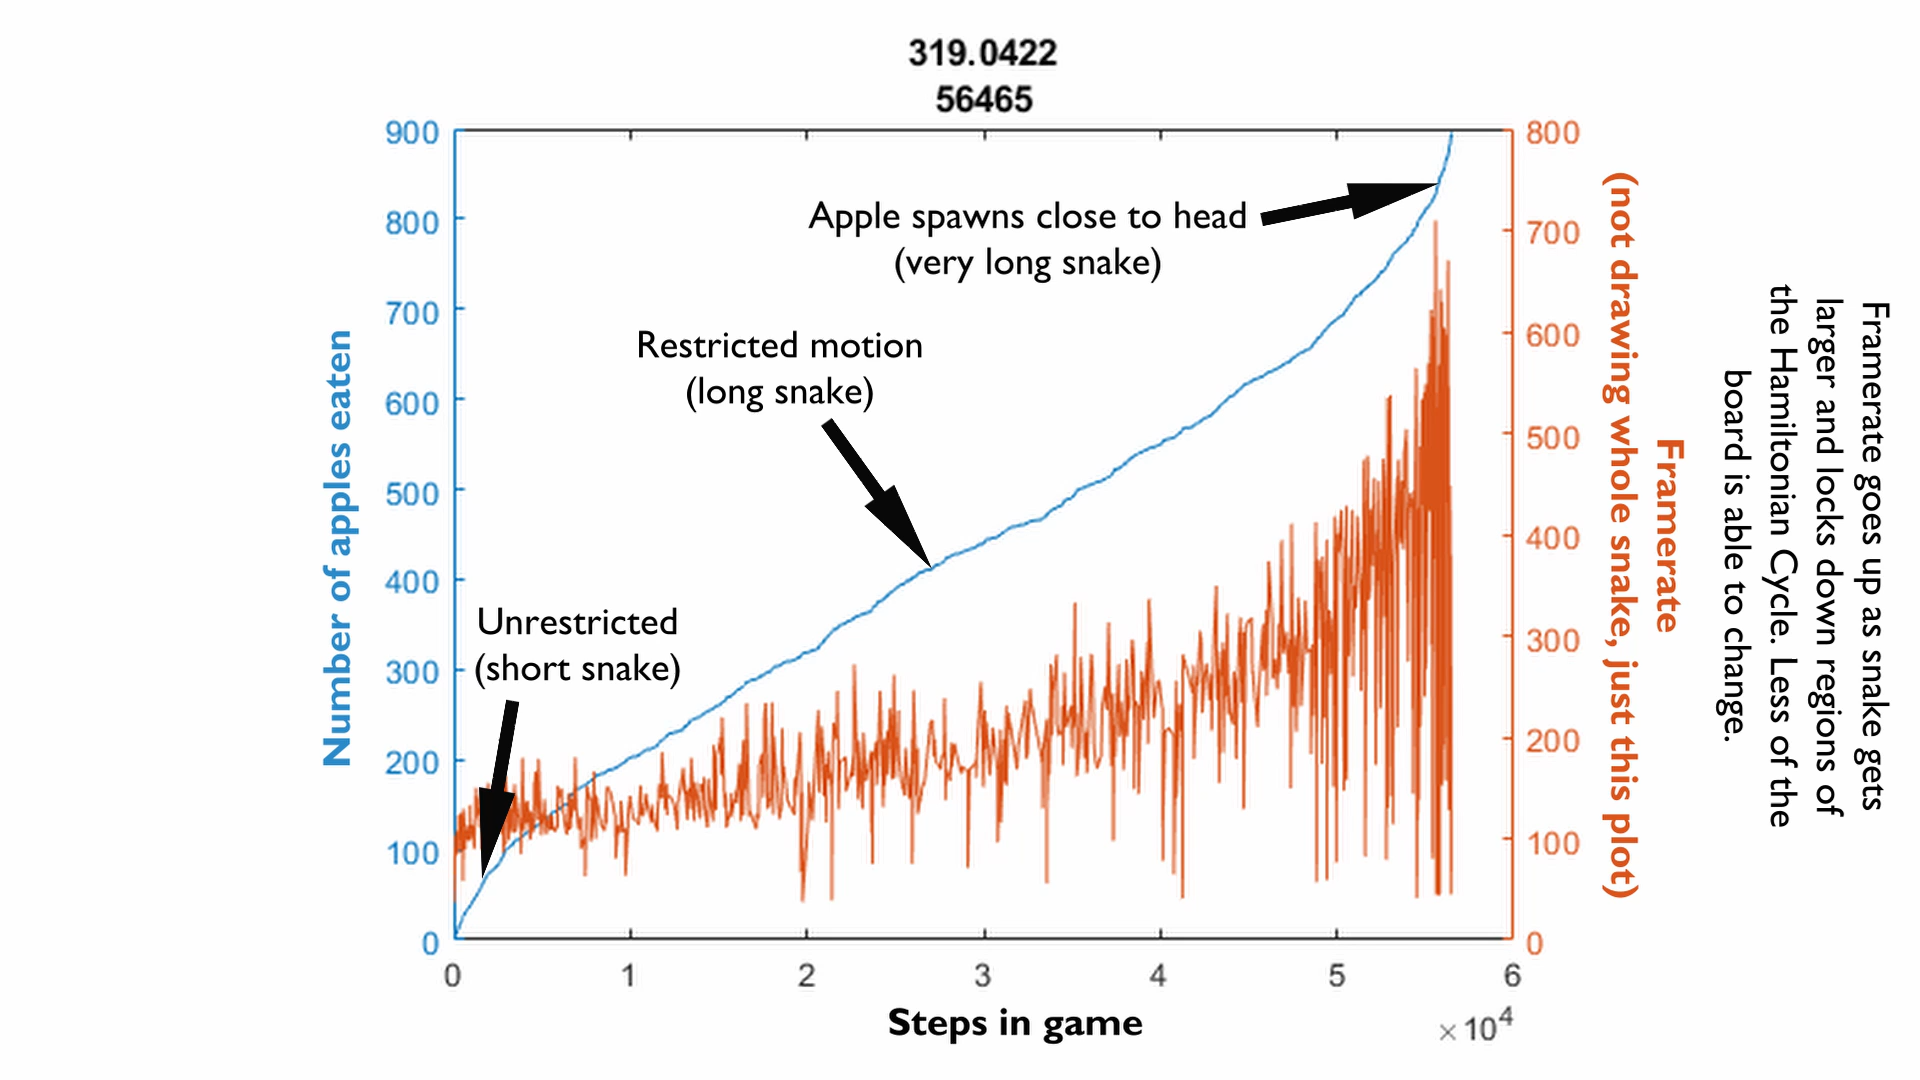 319.0422
56465
900
800
700
600
500
400
300
200
100
0
Number of apples eaten
Apple spawns close to head
(very long snake)
Restricted motion
(long snake)
Unrestricted
(short snake)
800
700
600
500
400
300
200
100
0
Framerate
(not drawing whole snake, just this plot)
Framerate goes up as snake gets
larger and locks down regions of
the Hamiltonian Cycle. Less of the
board is able to change.
0 1 2 3 4 5 6
×10⁴
Steps in game